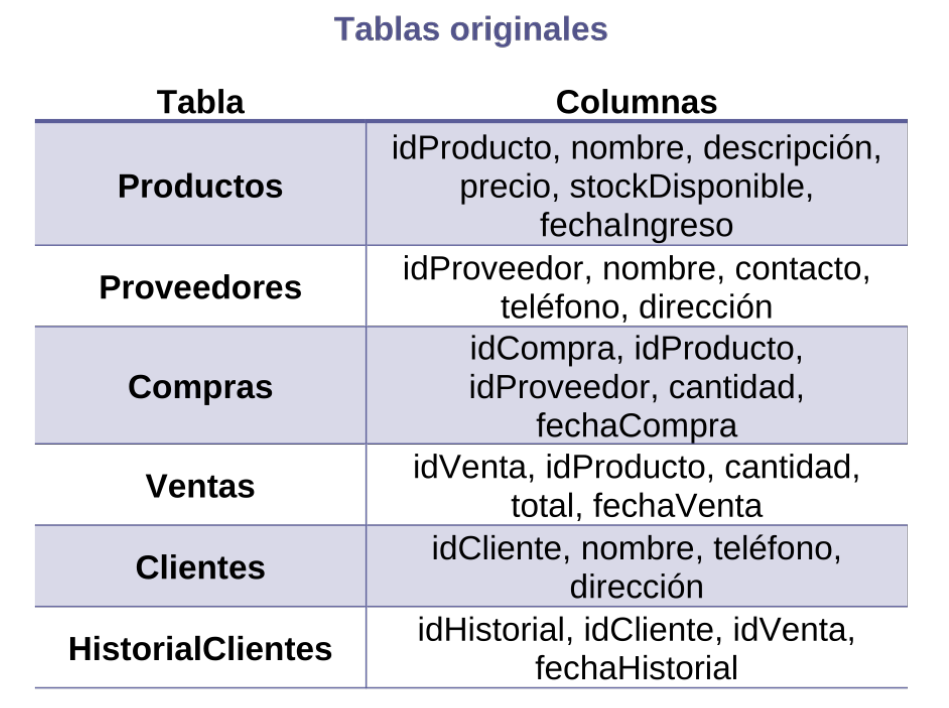 Tablas originales
Tabla
Columnas
Productos
idProducto, nombre, descripción,
precio, stockDisponible,
fechaIngreso
Proveedores
idProveedor, nombre, contacto,
teléfono, dirección
Compras
idCompra, idProducto,
idProveedor, cantidad,
fechaCompra
Ventas
idVenta, idProducto, cantidad,
total, fechaVenta
Clientes
idCliente, nombre, teléfono,
dirección
HistorialClientes
idHistorial, idCliente, idVenta,
fechaHistorial